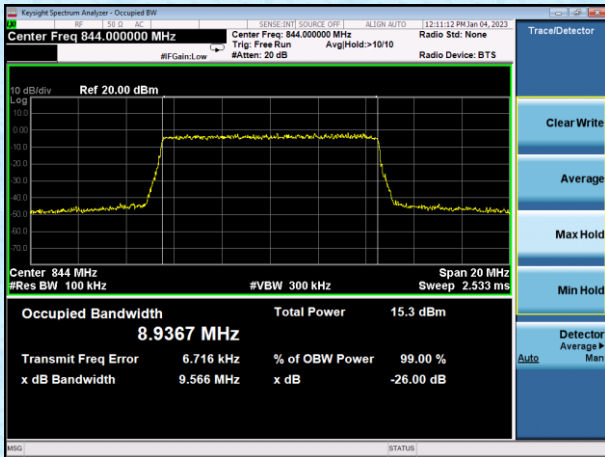 Keysight Spectrum Analyzer - Occupied BW
RF 50 Ω AC SENSE:INT SOURCE OFF ALIGN AUTO 12:11:12 PM Jan 04, 2023
Center Freq 844.000000 MHz
Center Freq: 844.000000 MHz Radio Std: None
Trig: Free Run Avg|Hold:>10/10
#IFGain:Low #Atten: 20 dB Radio Device: BTS
Trace/Detector
10 dB/div Ref 20.00 dBm
Log
10.0
0.00
-10.0
-20.0
-30.0
-40.0
-50.0
-60.0
-70.0
Center 844 MHz Span 20 MHz
#Res BW 100 kHz #VBW 300 kHz Sweep 2.533 ms
Occupied Bandwidth Total Power 15.3 dBm
8.9367 MHz
Transmit Freq Error 6.716 kHz % of OBW Power 99.00 %
x dB Bandwidth 9.566 MHz x dB -26.00 dB
Clear Write
Average
Max Hold
Min Hold
Detector
Average
Auto Man
MSG STATUS